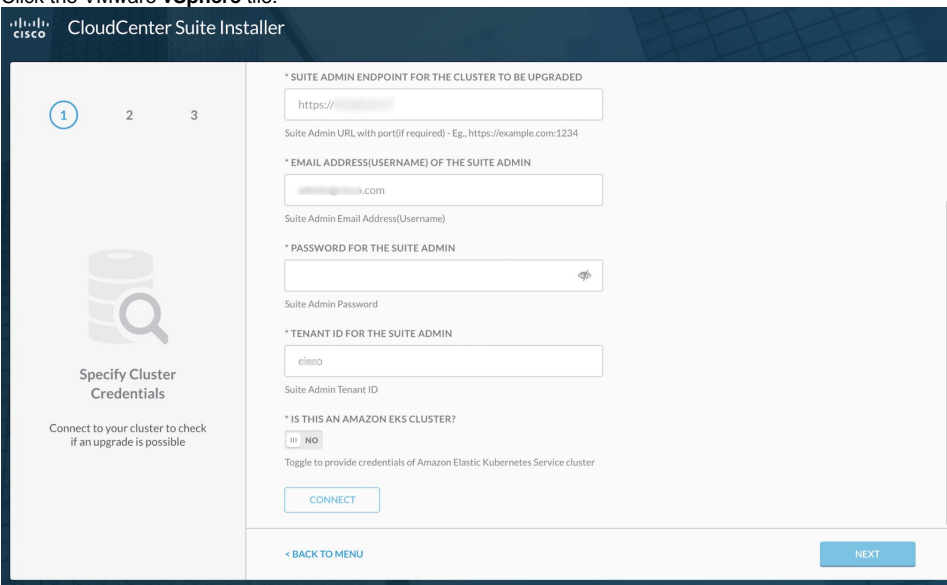 Click the VMware vSphere tile.
CISCO CloudCenter Suite Installer
1 2 3
Specify Cluster
Credentials
Connect to your cluster to check
if an upgrade is possible
* SUITE ADMIN ENDPOINT FOR THE CLUSTER TO BE UPGRADED
https://
Suite Admin URL with port(if required) - Eg., https://example.com:1234
* EMAIL ADDRESS(USERNAME) OF THE SUITE ADMIN
.com
Suite Admin Email Address(Username)
* PASSWORD FOR THE SUITE ADMIN
Suite Admin Password
* TENANT ID FOR THE SUITE ADMIN
Suite Admin Tenant ID
* IS THIS AN AMAZON EKS CLUSTER?
NO
Toggle to provide credentials of Amazon Elastic Kubernetes Service cluster
CONNECT
< BACK TO MENU
NEXT